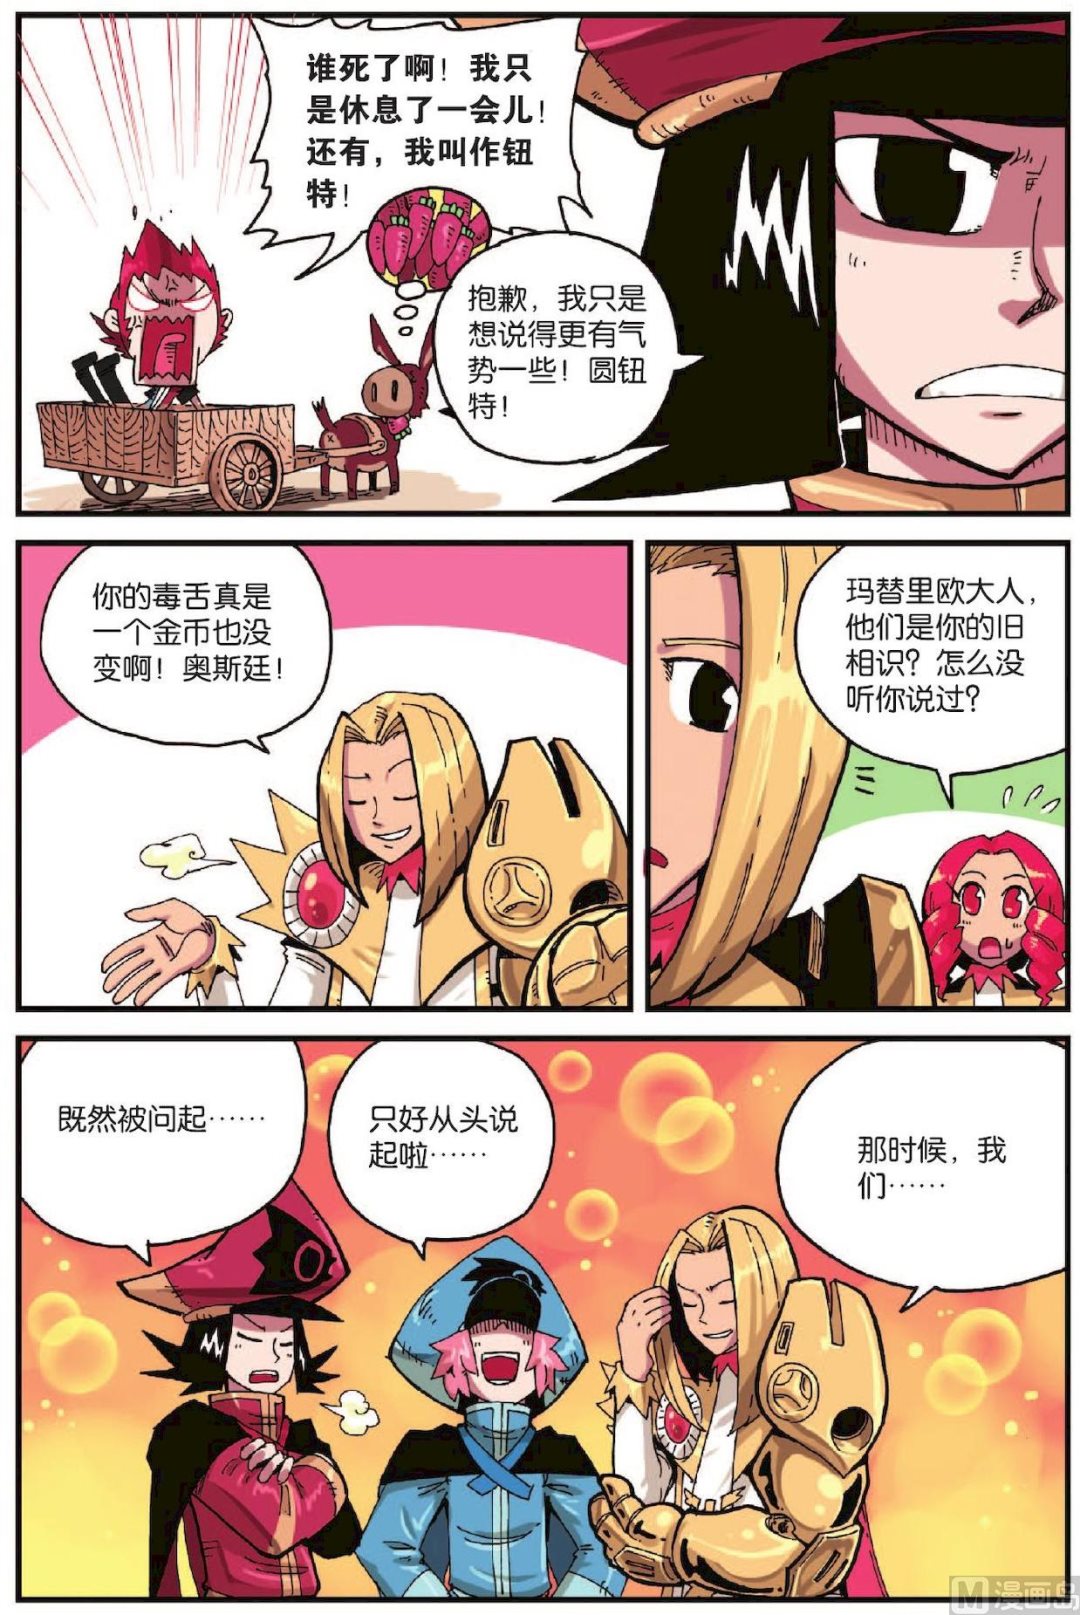 谁死了啊！我只
是休息了一会儿！
还有，我叫作钮
特！
抱歉，我只是
想说得更有气
势一些！圆钮
特！
你的毒舌真是
一个金币也没
变啊！奥斯廷！
玛替里欧大人，
他们是你的旧
相识？怎么没
听你说过？
既然被问起……
只好从头说
起啦……
那时候，我
们……
M 漫画岛